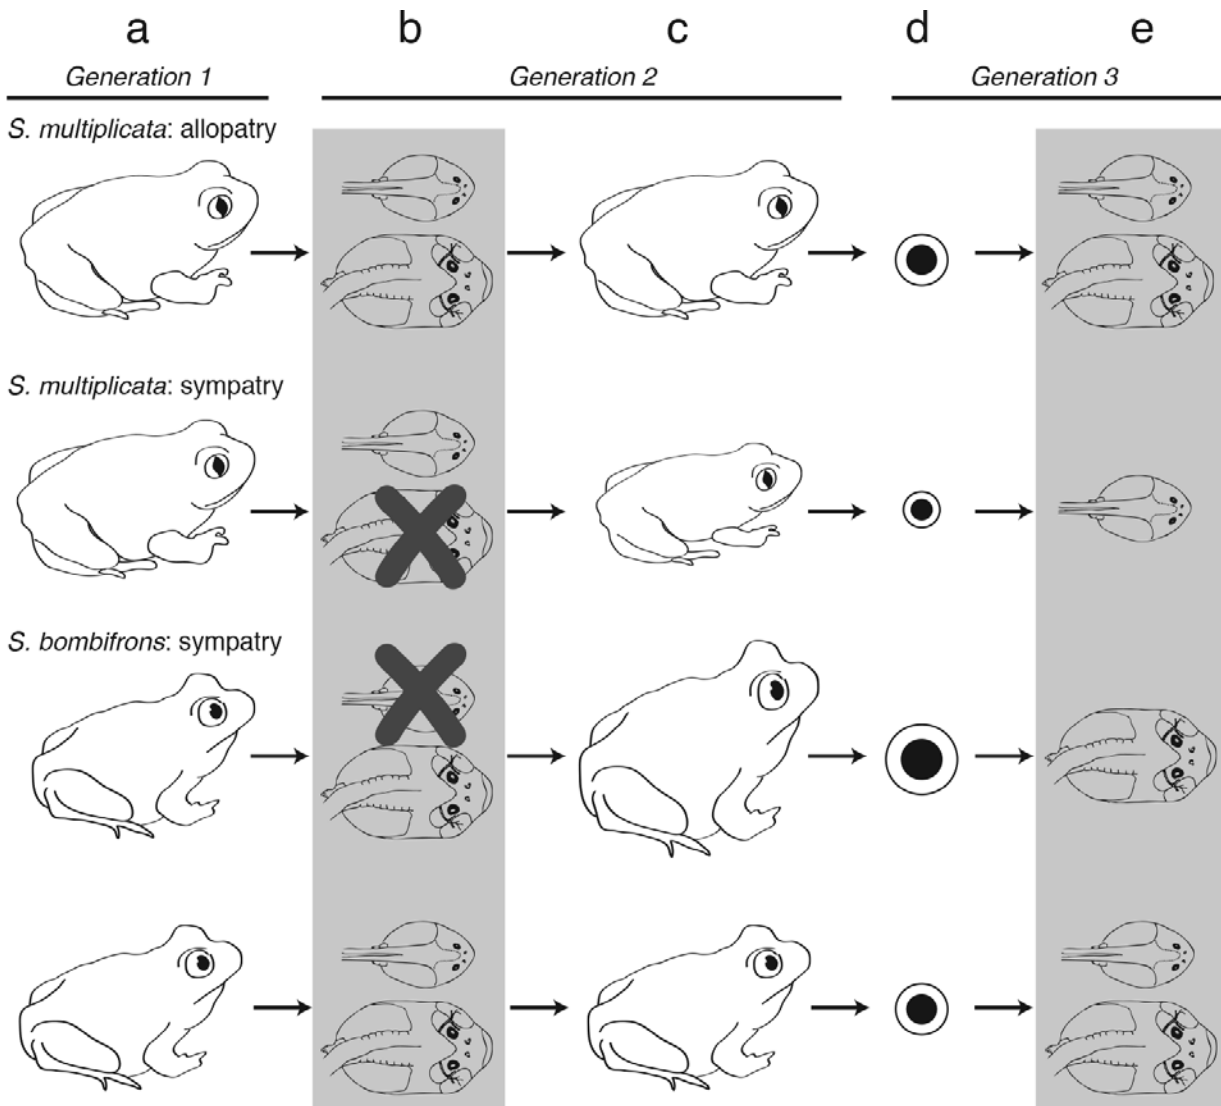 a b c d e
Generation 1 Generation 2 Generation 3
S. multiplicata: allopatry
S. multiplicata: sympatry
S. bombifrons: sympatry